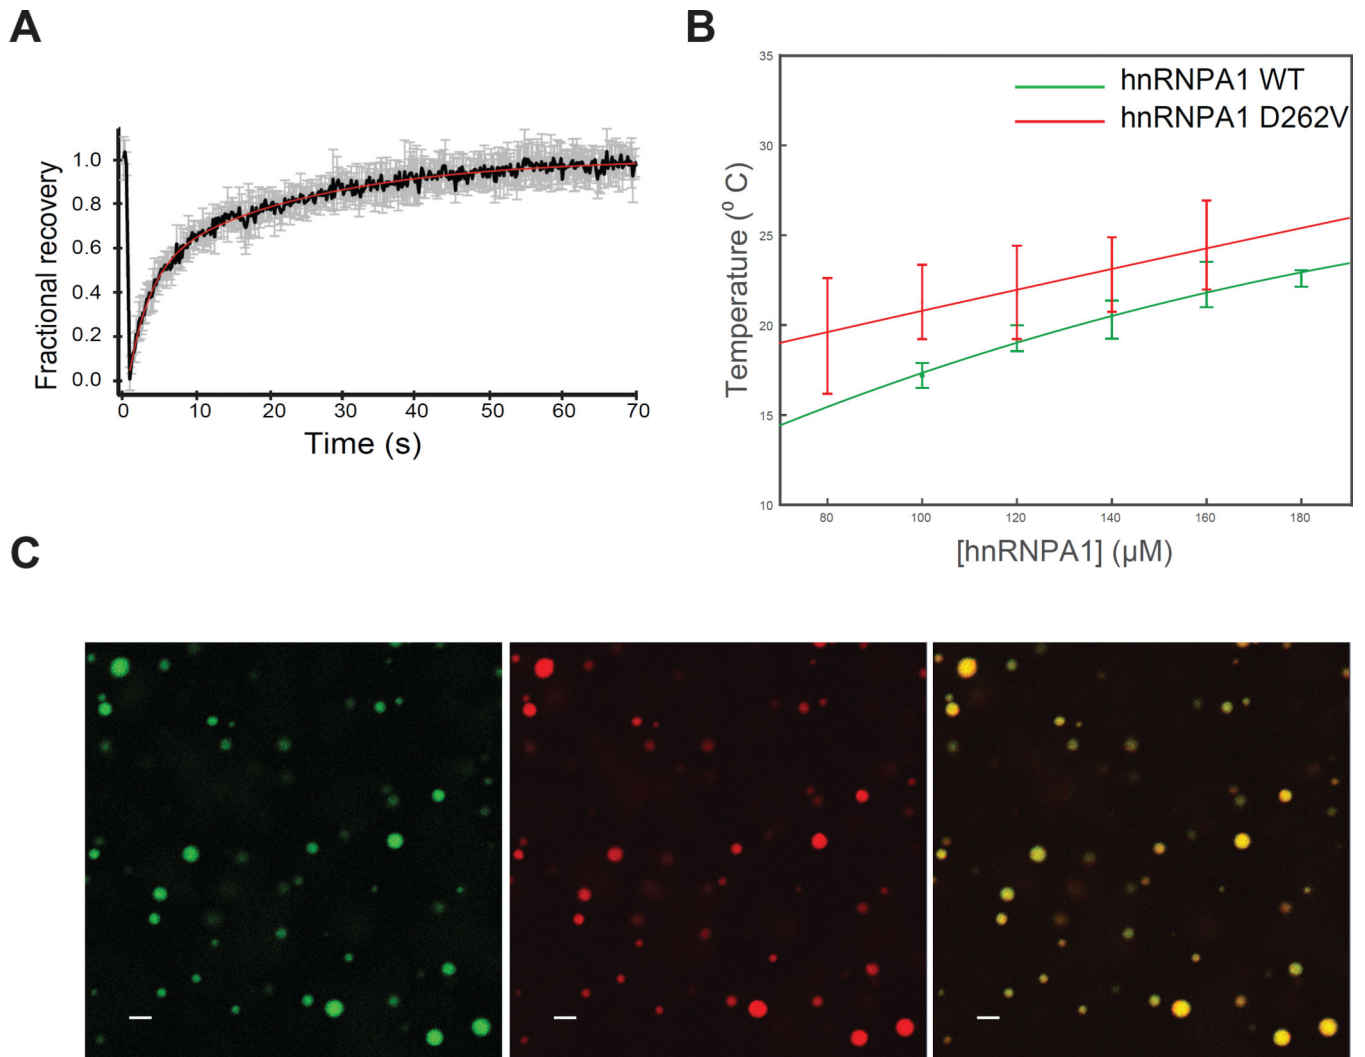 A
Fractional recovery
1.0
0.8
0.6
0.4
0.2
0.0
0 10 20 30 40 50 60 70
Time (s)
B
hnRNPA1 WT
hnRNPA1 D262V
Temperature (⁰ C)
35
30
25
20
15
10
80 100 120 140 160 180
[hnRNPA1] (µM)
C